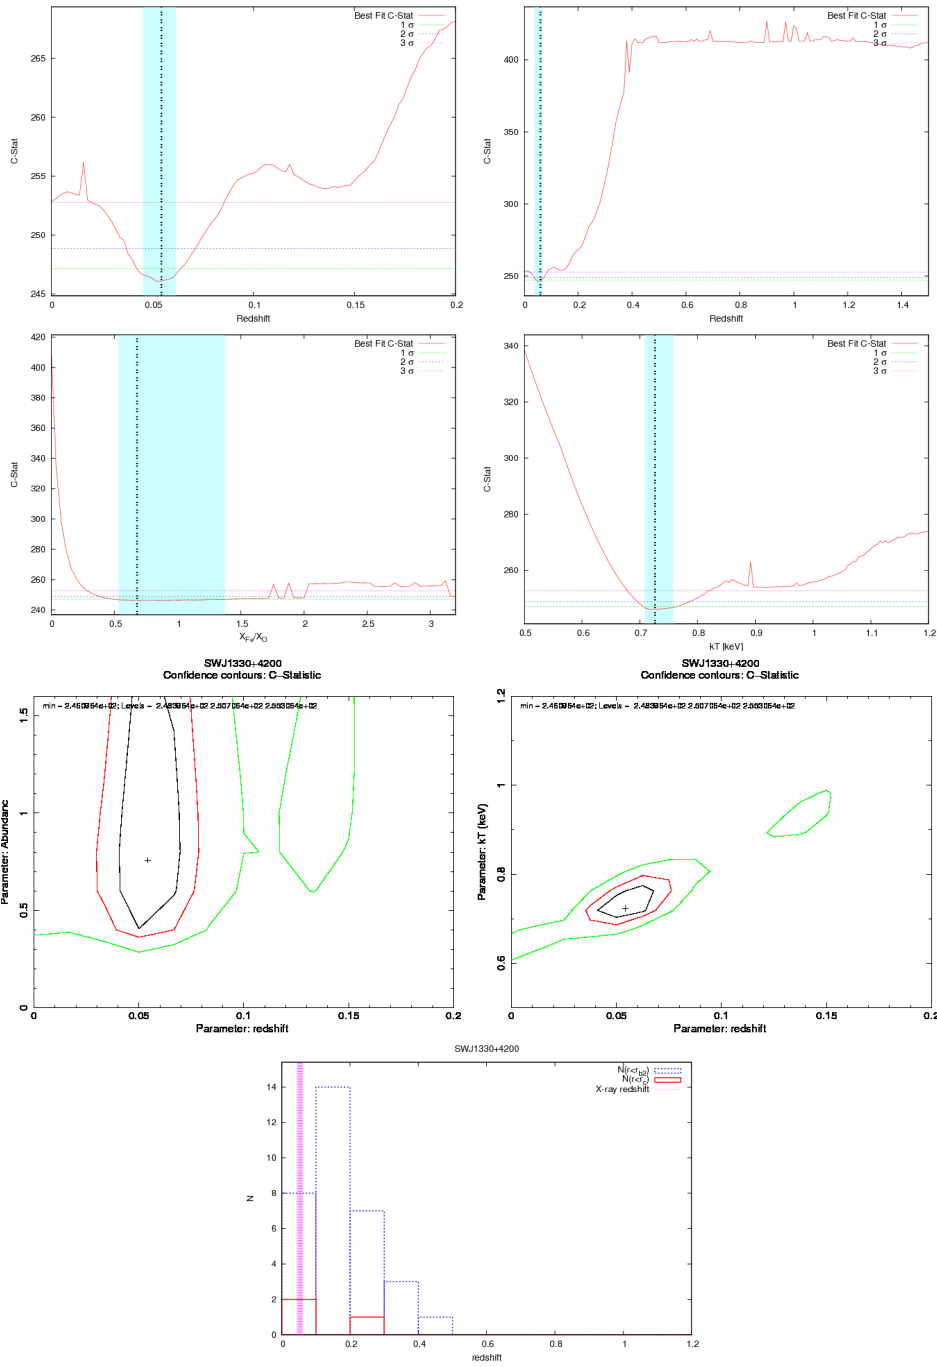 Best Fit C-Stat
1 σ
2 σ
3 σ
265
260
255
250
245
C-Stat
0 0.05 0.1 0.15 0.2
Redshift
Best Fit C-Stat
1 σ
2 σ
3 σ
400
350
300
250
C-Stat
0 0.2 0.4 0.6 0.8 1 1.2 1.4
Redshift
Best Fit C-Stat
1 σ
2 σ
3 σ
420
400
380
360
340
320
300
280
260
240
C-Stat
0 0.5 1 1.5 2 2.5 3
X_Fe/X_O
Best Fit C-Stat
1 σ
2 σ
3 σ
340
320
300
280
260
C-Stat
0.5 0.6 0.7 0.8 0.9 1 1.1 1.2
kT [keV]
SWJ1330+4200
Confidence contours: C-Statistic
1.5
1
0.5
0
Parameter: Abundanc
0 0.05 0.1 0.15 0.2
Parameter: redshift
SWJ1330+4200
Confidence contours: C-Statistic
1.2
1
0.8
0.6
Parameter: kT (keV)
0 0.05 0.1 0.15 0.2
Parameter: redshift
SWJ1330+4200
N(r<r_b2)
N(r<r_c)
X-ray redshift
14
12
10
8
6
4
2
0
N
0 0.2 0.4 0.6 0.8 1 1.2
redshift